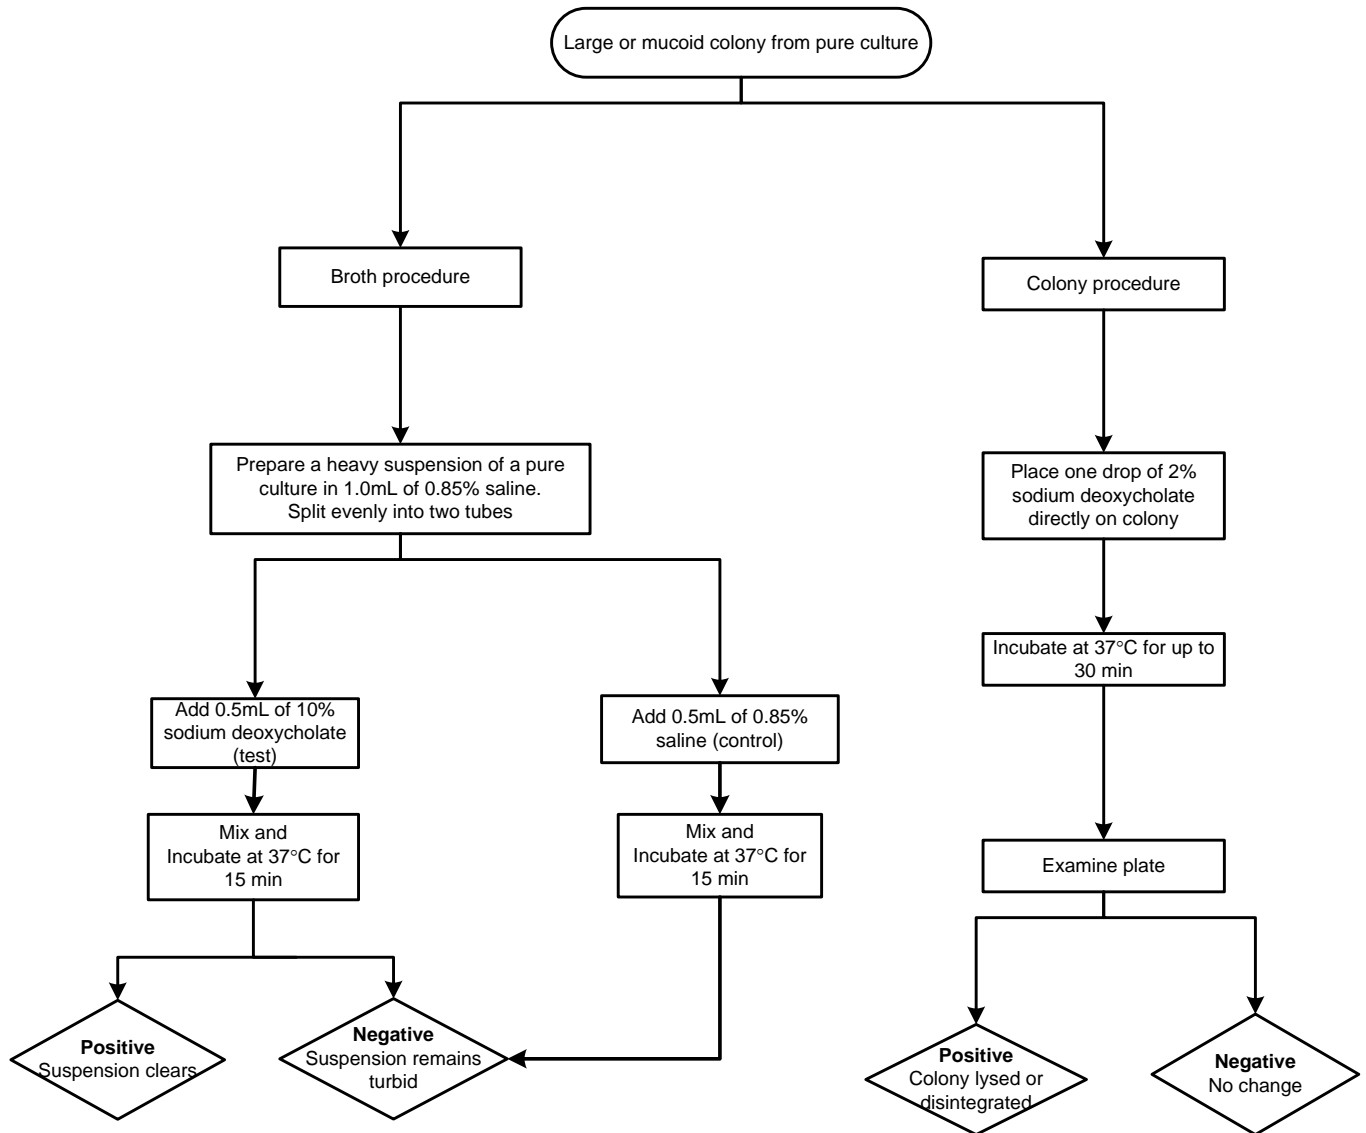 Large or mucoid colony from pure culture
Broth procedure
Colony procedure
Prepare a heavy suspension of a pure
culture in 1.0mL of 0.85% saline.
Split evenly into two tubes
Place one drop of 2%
sodium deoxycholate
directly on colony
Incubate at 37°C for up to
30 min
Add 0.5mL of 10%
sodium deoxycholate
(test)
Add 0.5mL of 0.85%
saline (control)
Mix and
Incubate at 37°C for
15 min
Mix and
Incubate at 37°C for
15 min
Examine plate
Positive
Suspension clears
Negative
Suspension remains
turbid
Positive
Colony lysed or
disintegrated
Negative
No change